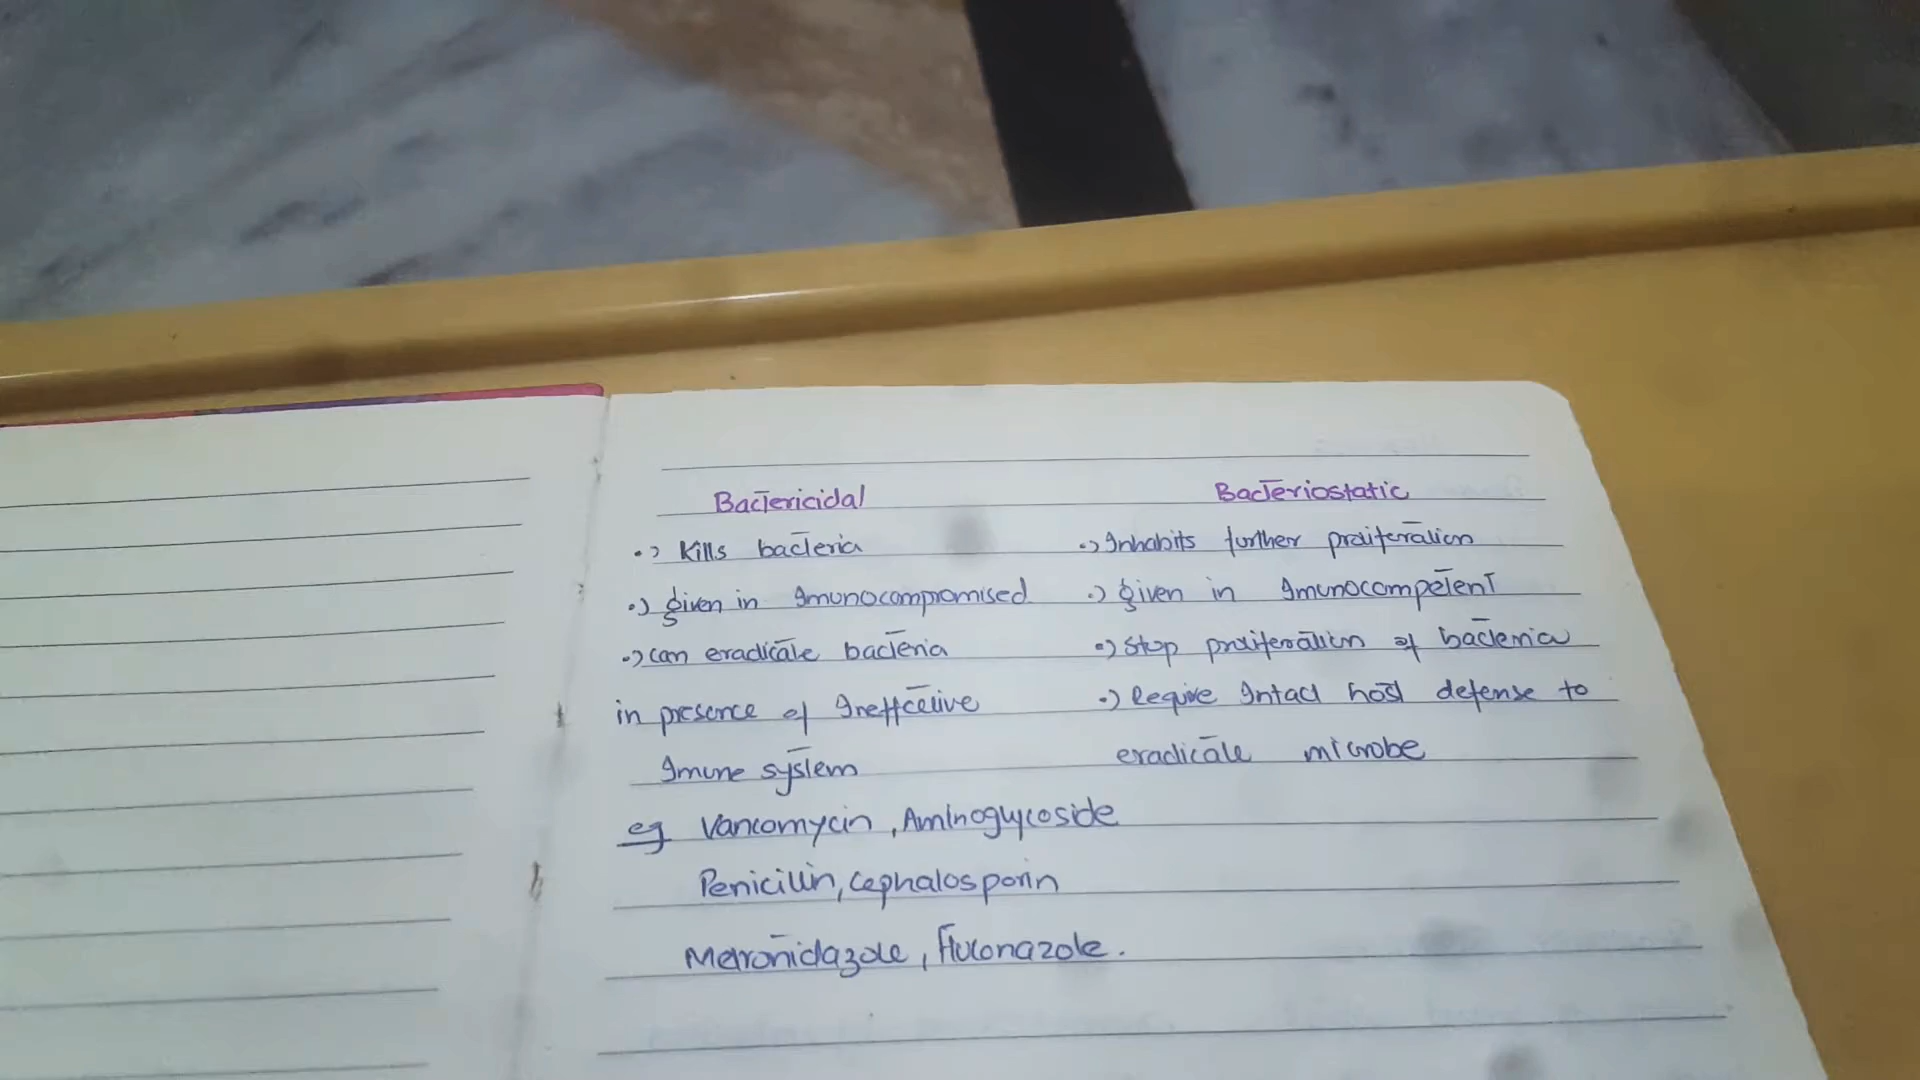 Bactericidal Bacteriostatic
.) Kills bacteria .) Inhabits further proliferation
.) given in Imunocompromised .) given in Imunocompetent
.) can eradicate bacteria .) Stop proliferation of bacteria
in presence of Ineffcetive .) Require Intact host defense to
Imune system eradicate microbe
eg Vancomycin, Aminoglycoside
Penicillin, cephalosporin
Metronidazole, Fluconazole.